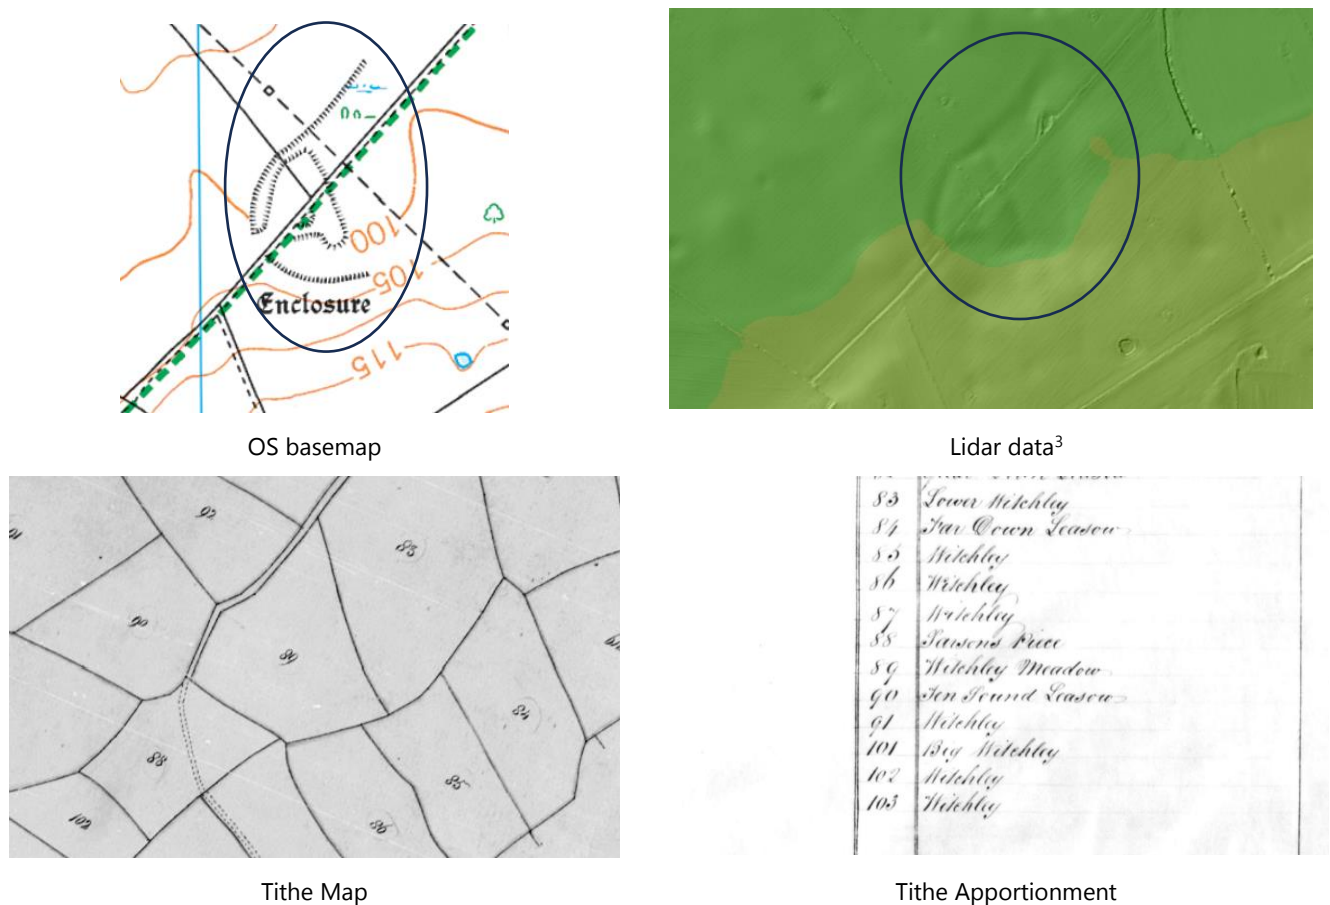 100
105
Enclosure
115
OS basemap
Lidar data³
92
83
90
89
84
88
85
102
86
Tithe Map
83 Lower Witchley
84 Far Down Leasow
85 Witchley
86 Witchley
87 Witchley
88 Parsons Piece
89 Witchley Meadow
90 Ten Pound Leasow
91 Witchley
101 Big Witchley
102 Witchley
103 Witchley
Tithe Apportionment